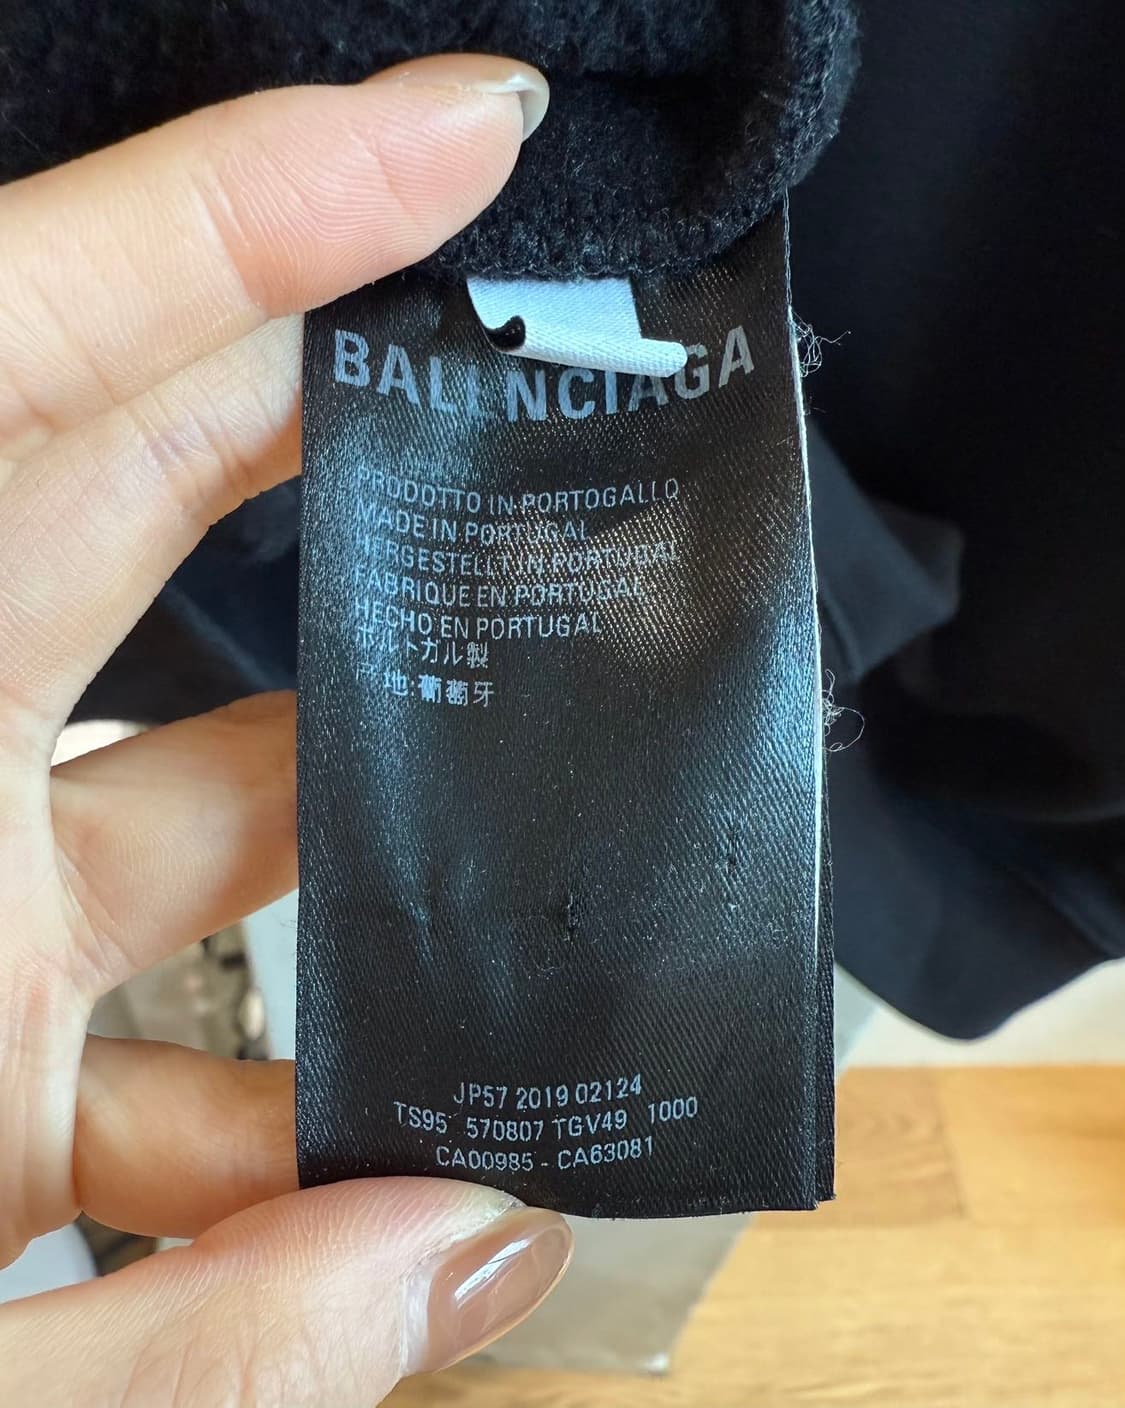 BALENCIAGA
PRODOTTO IN PORTOGALLO
MADE IN PORTUGAL
HERGESTELLT IN PORTUGAL
FABRIQUE EN PORTUGAL
HECHO EN PORTUGAL
ポルトガル製
产地:葡萄牙
JP57 2019 02124
TS95 570807 TGV49 1000
CA00985 - CA63081